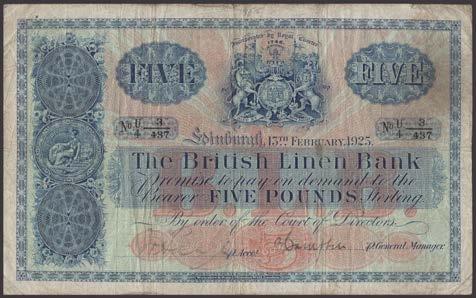 Incorporated by Royal Charter
1746.
FIVE FIVE
No U/4 3/437 No U/4 3/437
Edinburgh, 13TH FEBRUARY, 1925.
The British Linen Bank
promise to pay on demand to the
Bearer FIVE POUNDS Sterling
By order of the Court of Directors.
p Accot. p General Manager.